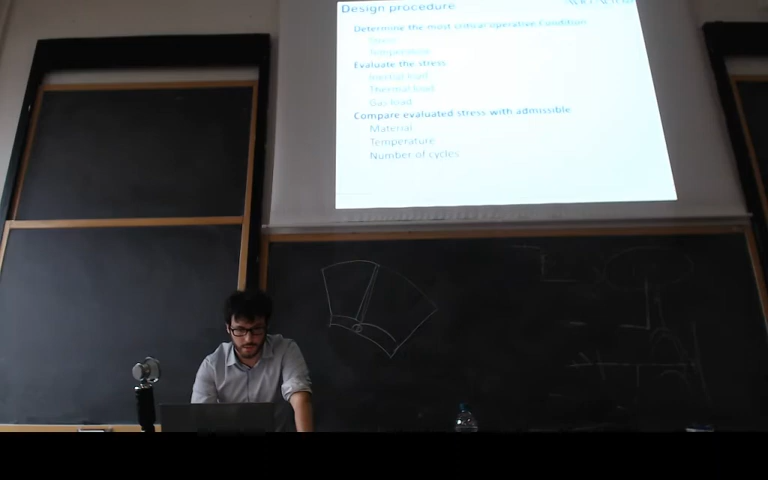 Design procedure
Determine the most critical operative Condition
Temperature
Evaluate the stress
Inertial load
Thermal load
Gas load
Compare evaluated stress with admissible
Material
Temperature
Number of cycles